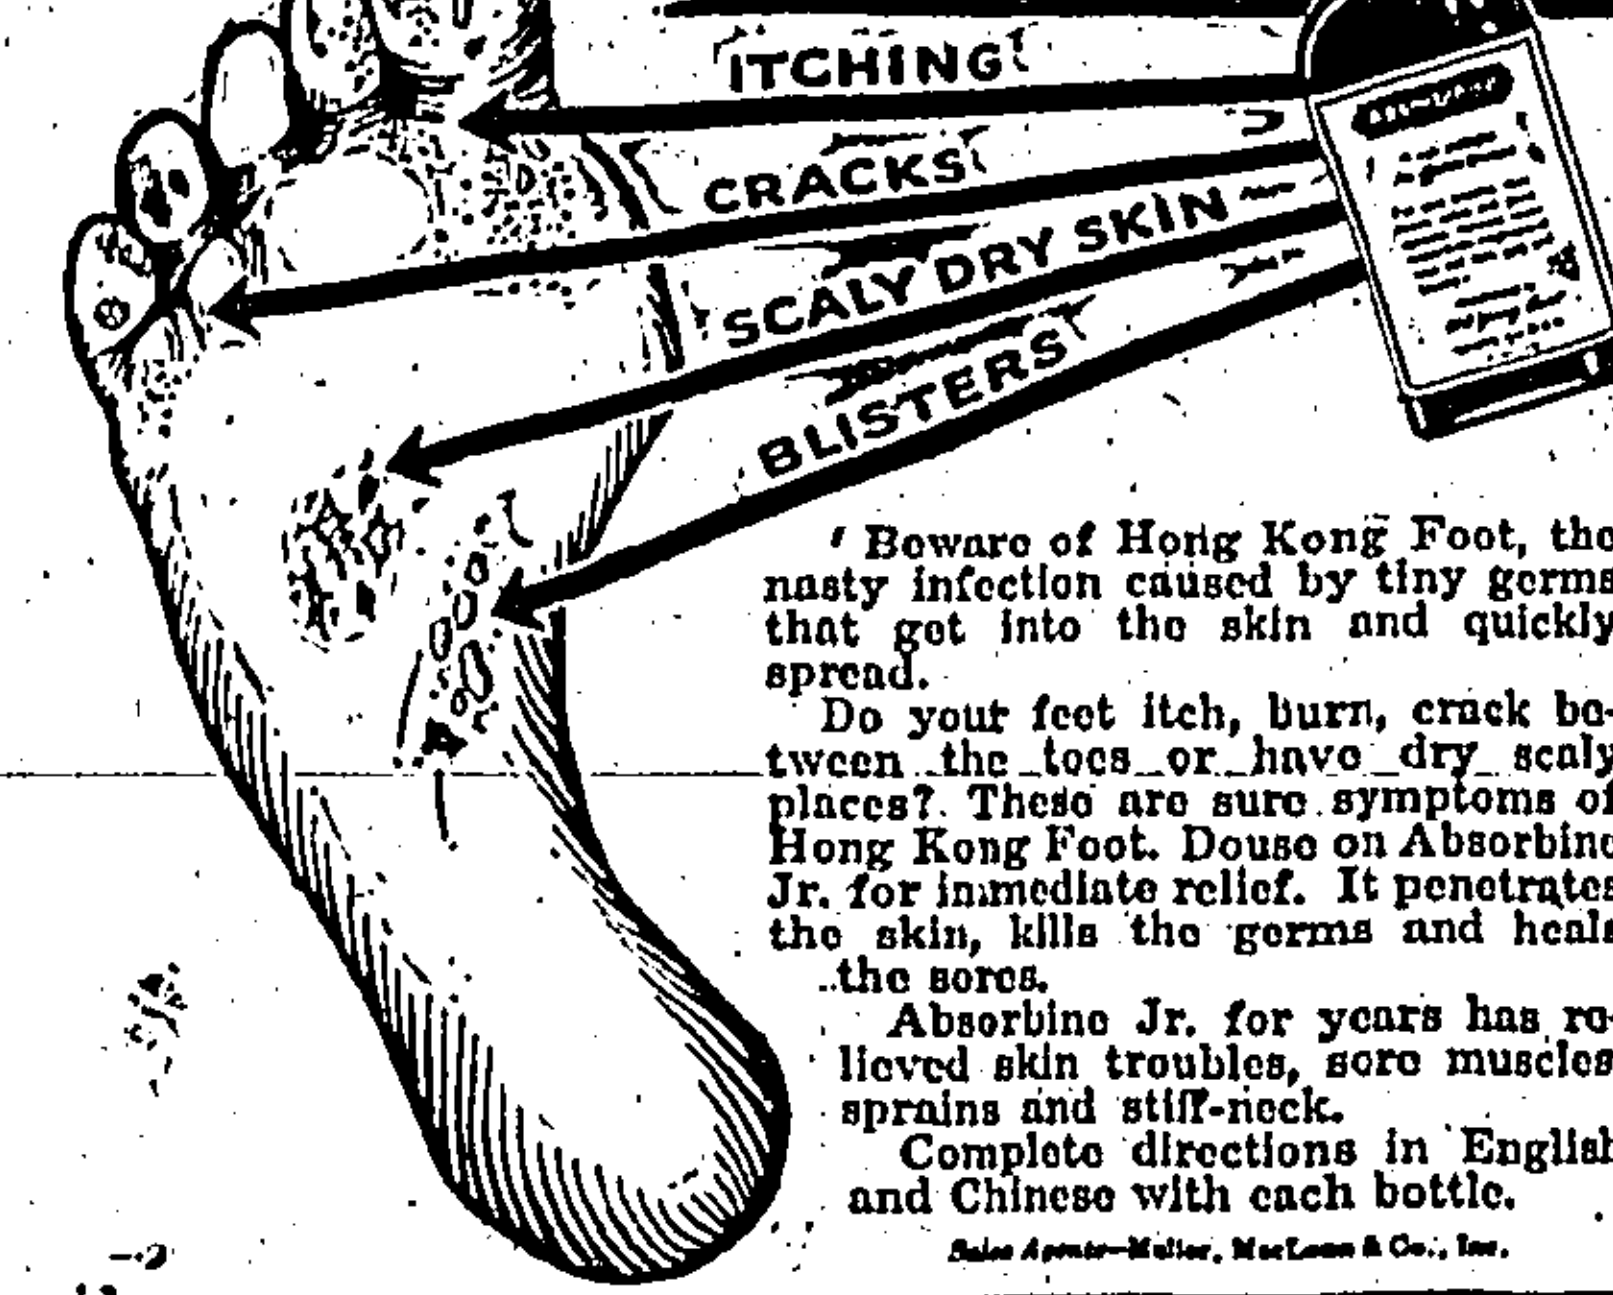 ITCHING
CRACKS
SCALY DRY SKIN
BLISTERS
Beware of Hong Kong Foot, the
nasty infection caused by tiny germs
that get into the skin and quickly
spread.
Do your feet itch, burn, crack be-
tween the toes or have dry scaly
places? These are sure symptoms of
Hong Kong Foot. Douse on Absorbine
Jr. for immediate relief. It penetrates
the skin, kills the germs and heals
the sores.
Absorbine Jr. for years has re-
lieved skin troubles, sore muscles
sprains and stiff-neck.
Complete directions in English
and Chinese with each bottle.
Sales Agents—Muller, MacLean & Co., Inc.